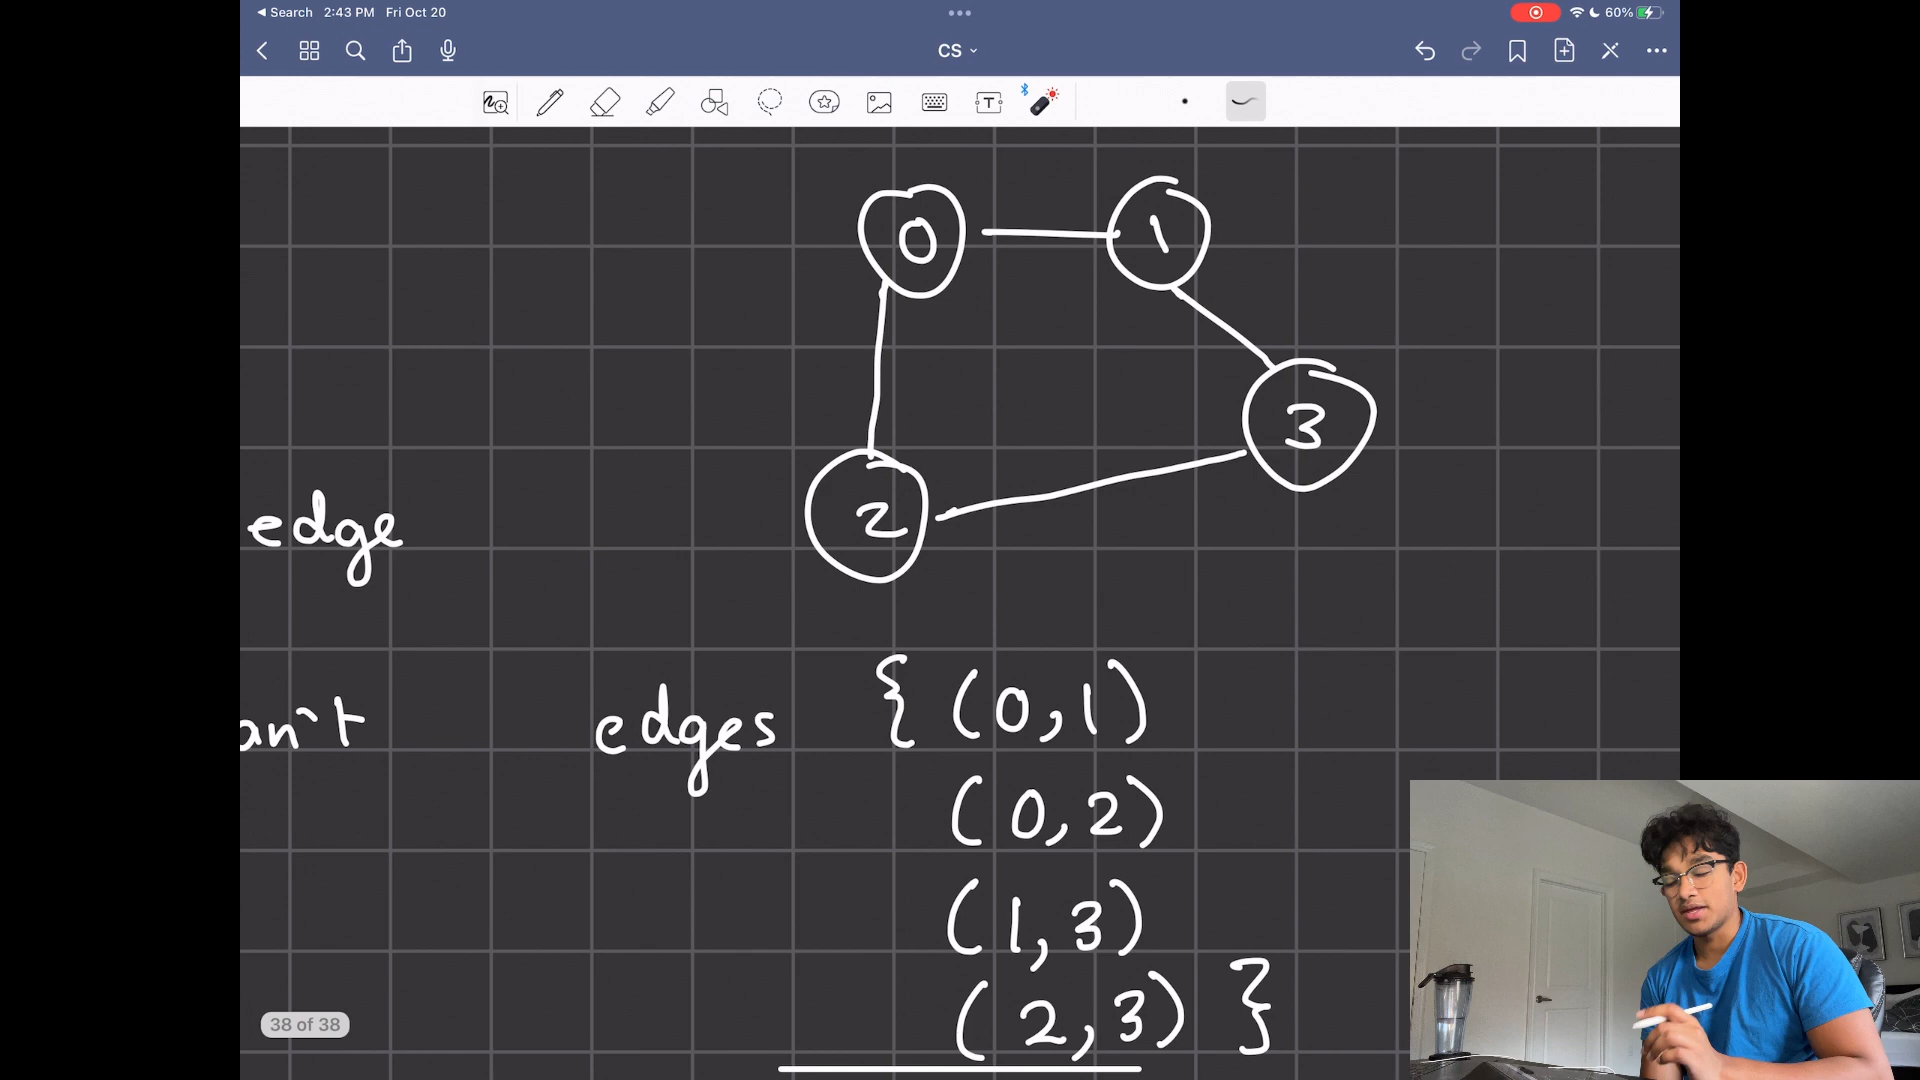 Search 2:43 PM Fri Oct 20
60%
CS
T
0 1
3
2
edge
an't
edges { (0,1)
(0,2)
(1,3)
(2,3) }
38 of 38